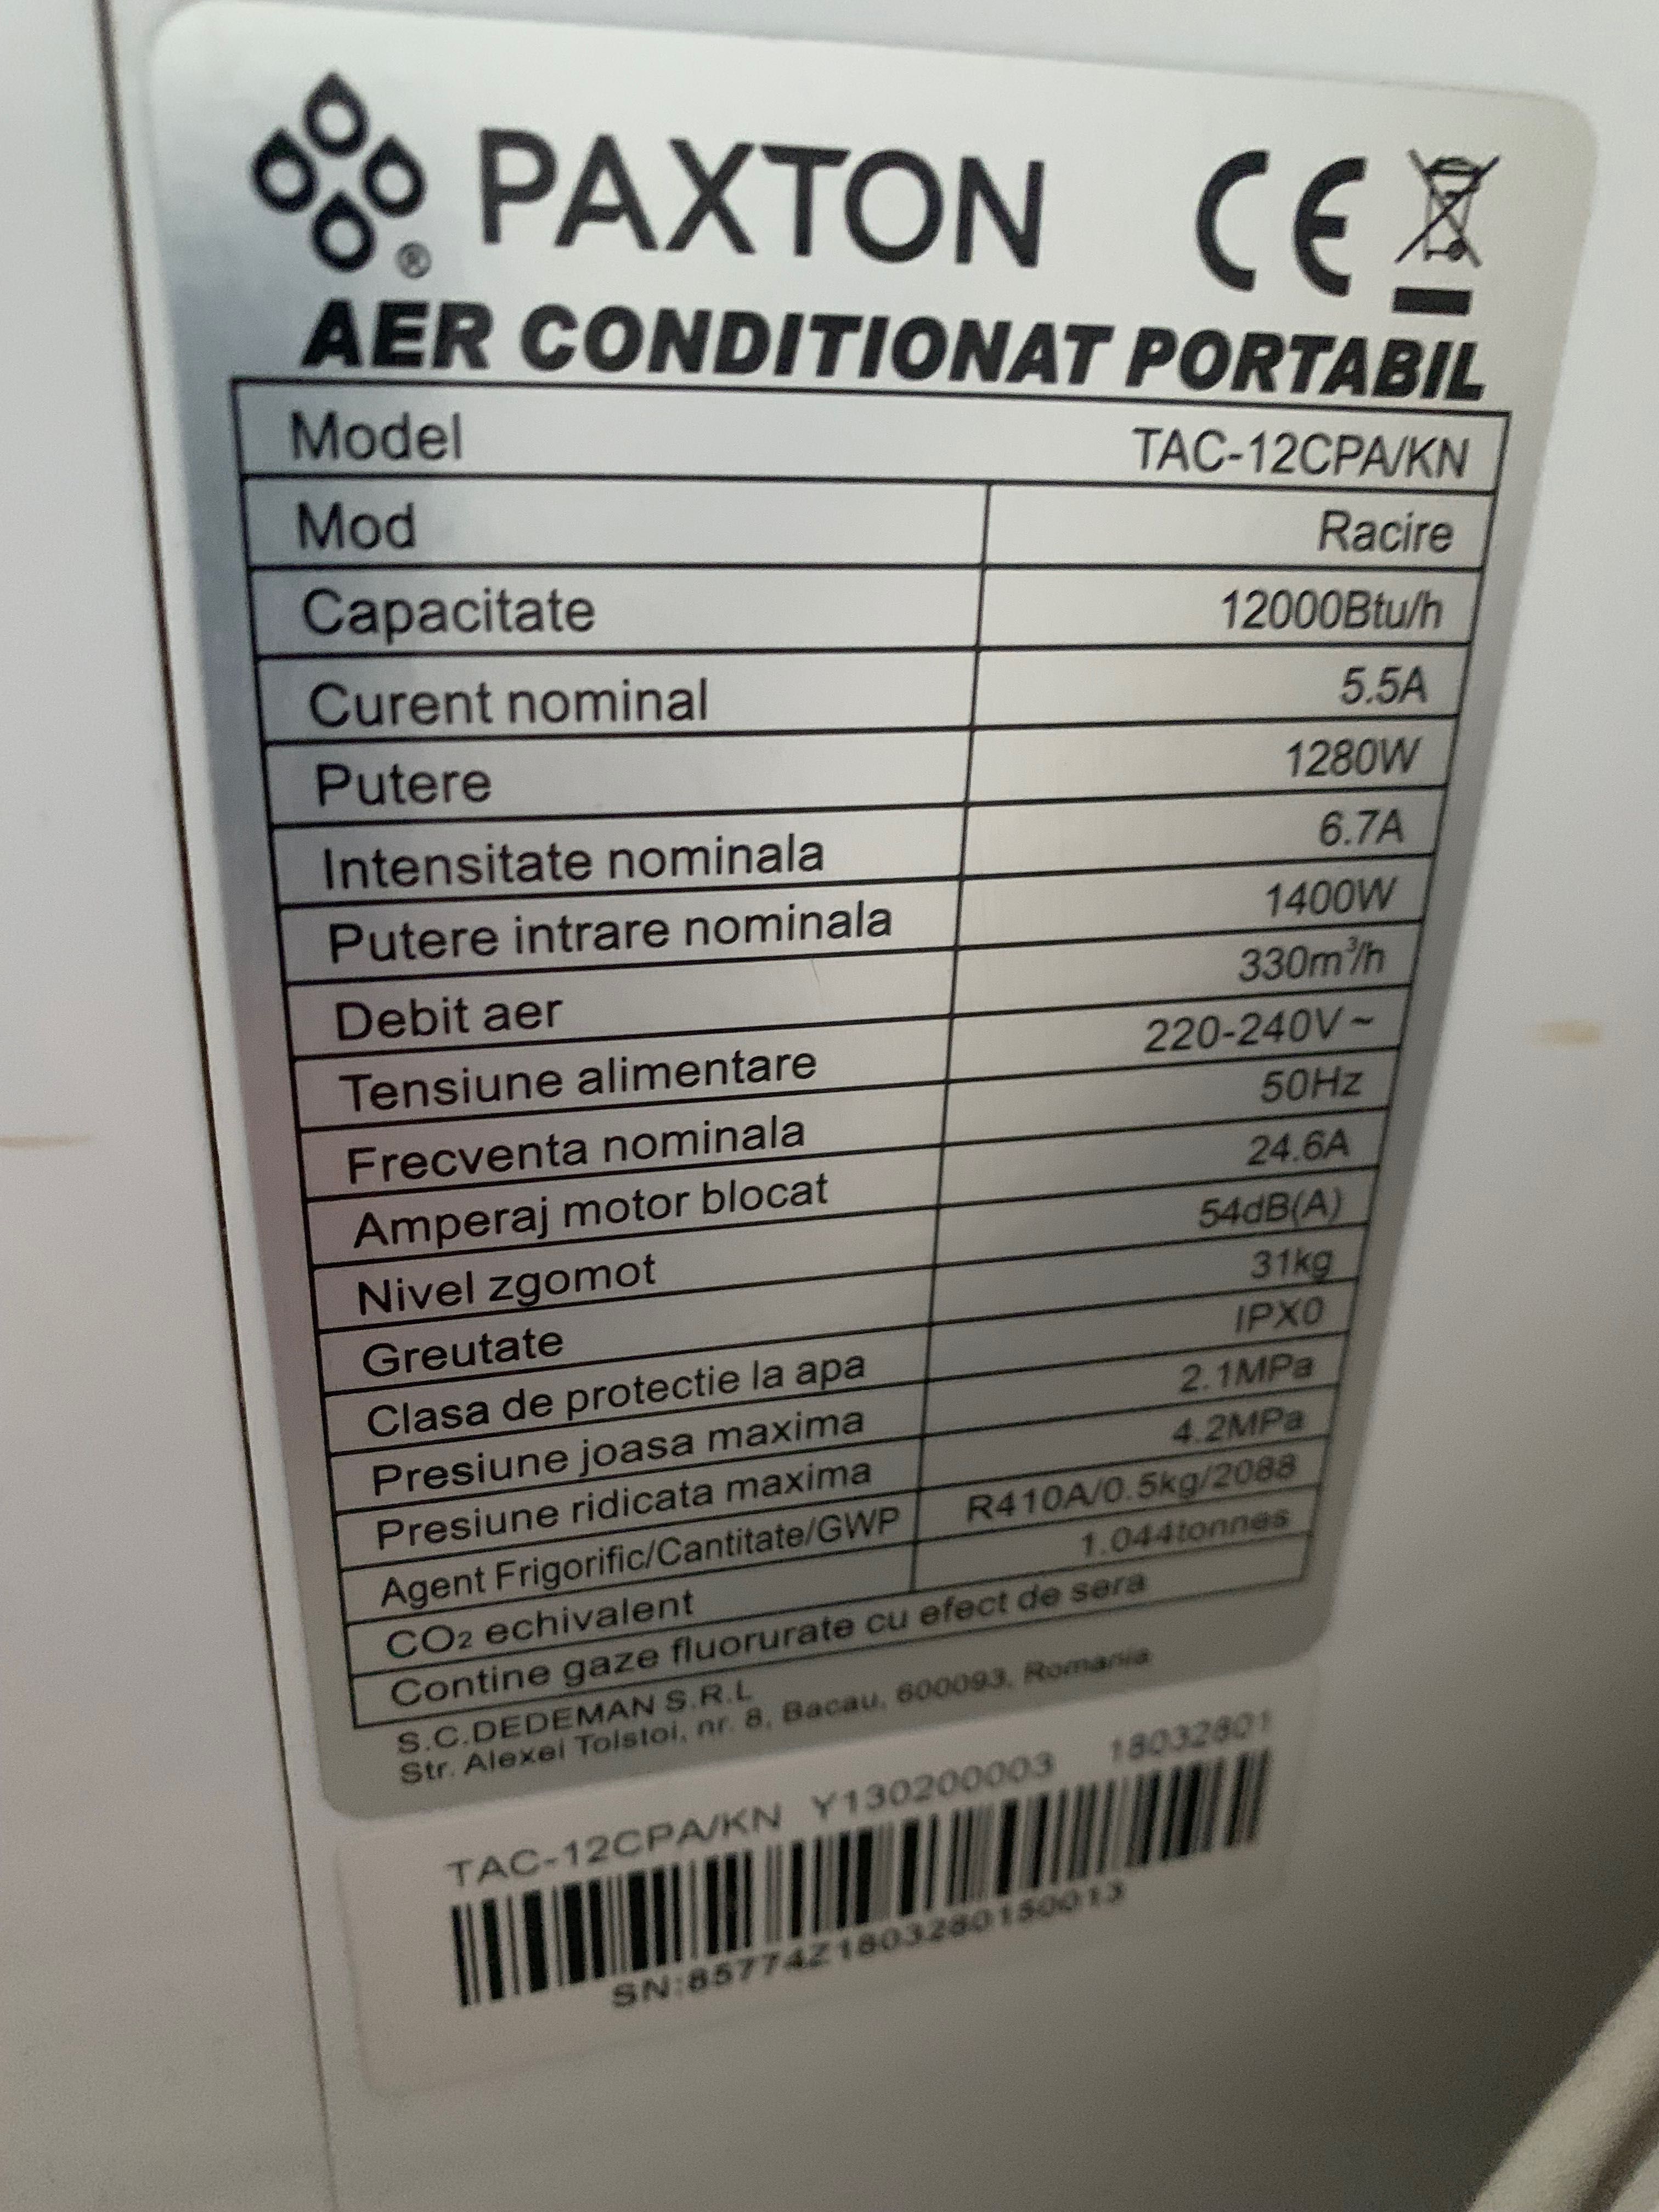 PAXTON CE
®
AER CONDITIONAT PORTABIL
Model TAC-12CPA/KN
Mod Racire
Capacitate 12000Btu/h
Curent nominal 5.5A
Putere 1280W
Intensitate nominala 6.7A
Putere intrare nominala 1400W
Debit aer 330m³/h
Tensiune alimentare 220-240V~
Frecventa nominala 50Hz
Amperaj motor blocat 24.6A
Nivel zgomot 54dB(A)
Greutate 31kg
Clasa de protectie la apa IPX0
Presiune joasa maxima 2.1MPa
Presiune ridicata maxima 4.2MPa
Agent Frigorific/Cantitate/GWP R410A/0.5kg/2088
CO2 echivalent 1.044tonnes
Contine gaze fluorurate cu efect de sera
S.C.DEDEMAN S.R.L
Str. Alexei Tolstoi, nr. 8, Bacau, 600093, Romania
TAC-12CPA/KN Y130200003 18032801
SN:85774Z1803280150013